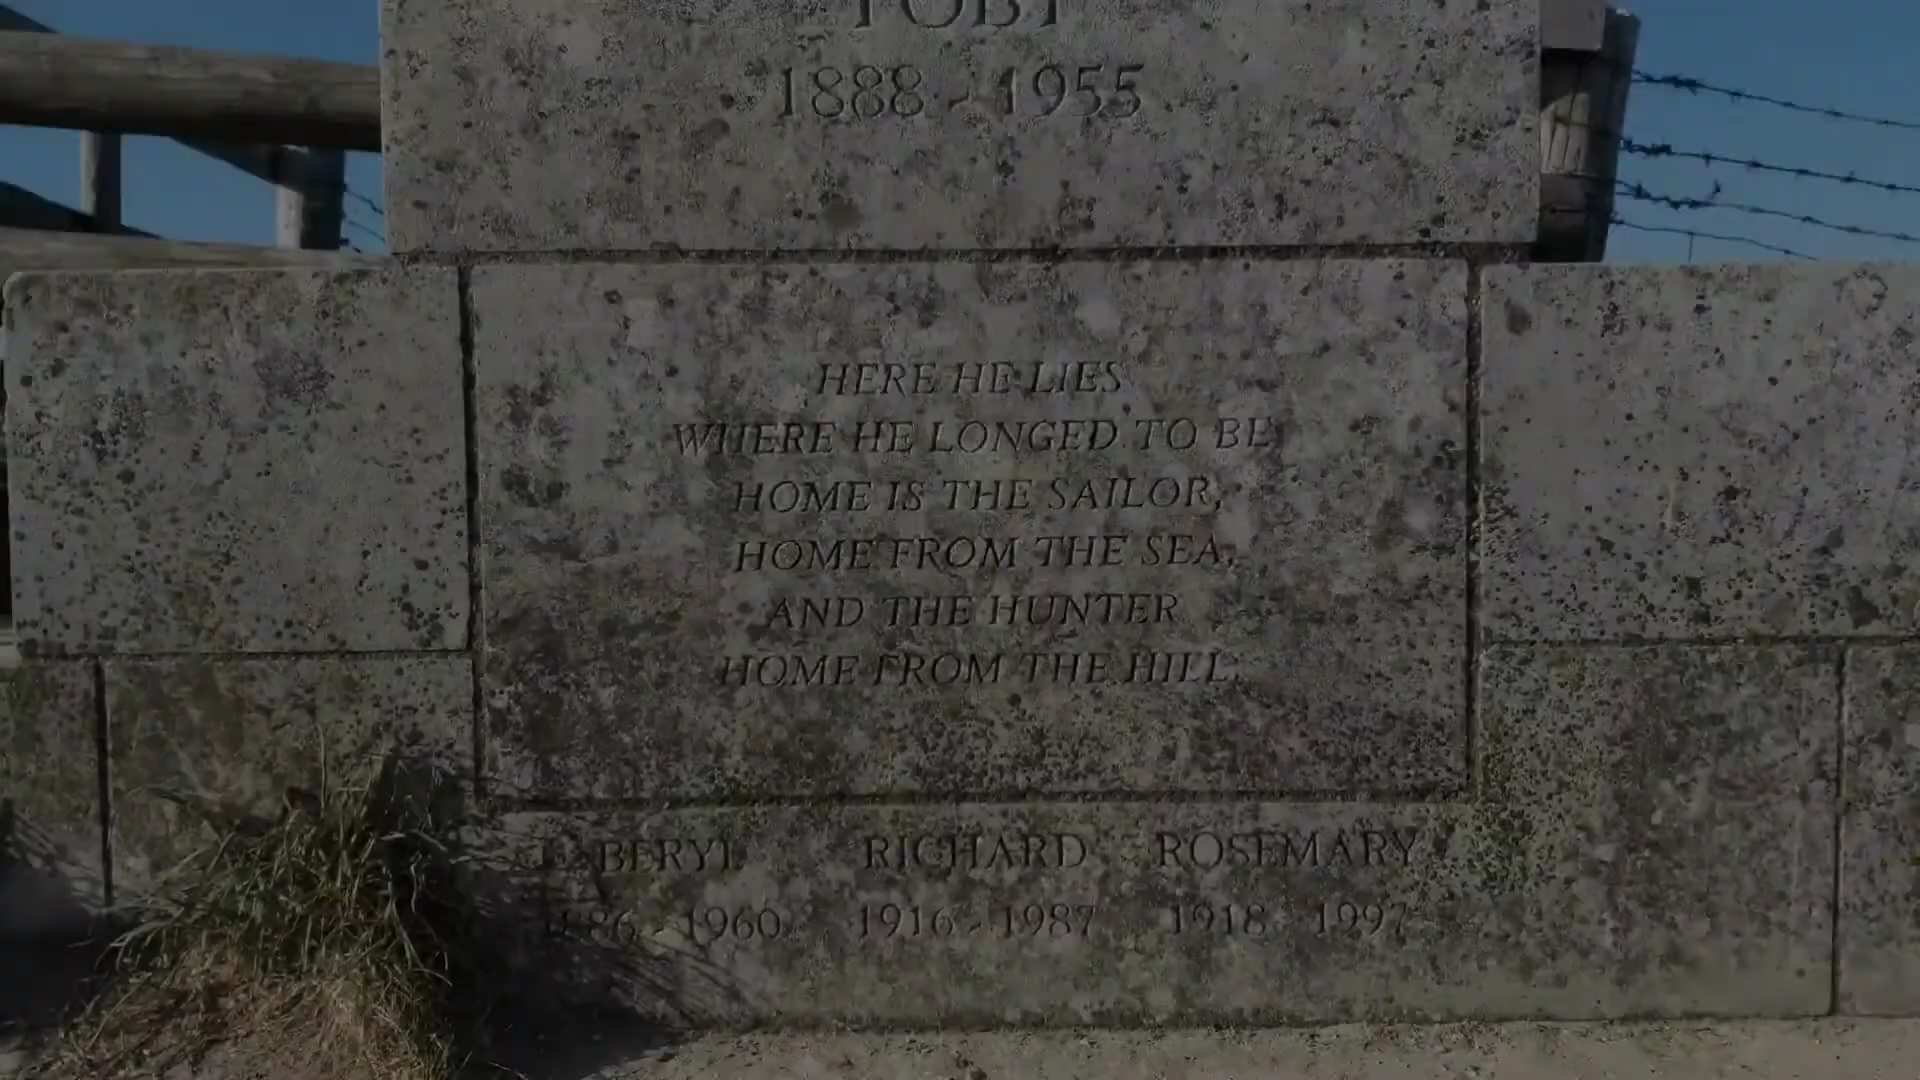 TOBY
1888 - 1955
HERE HE LIES
WHERE HE LONGED TO BE
HOME IS THE SAILOR,
HOME FROM THE SEA,
AND THE HUNTER
HOME FROM THE HILL.
BERYL RICHARD ROSEMARY
1960 1916 - 1987 1918 - 1997